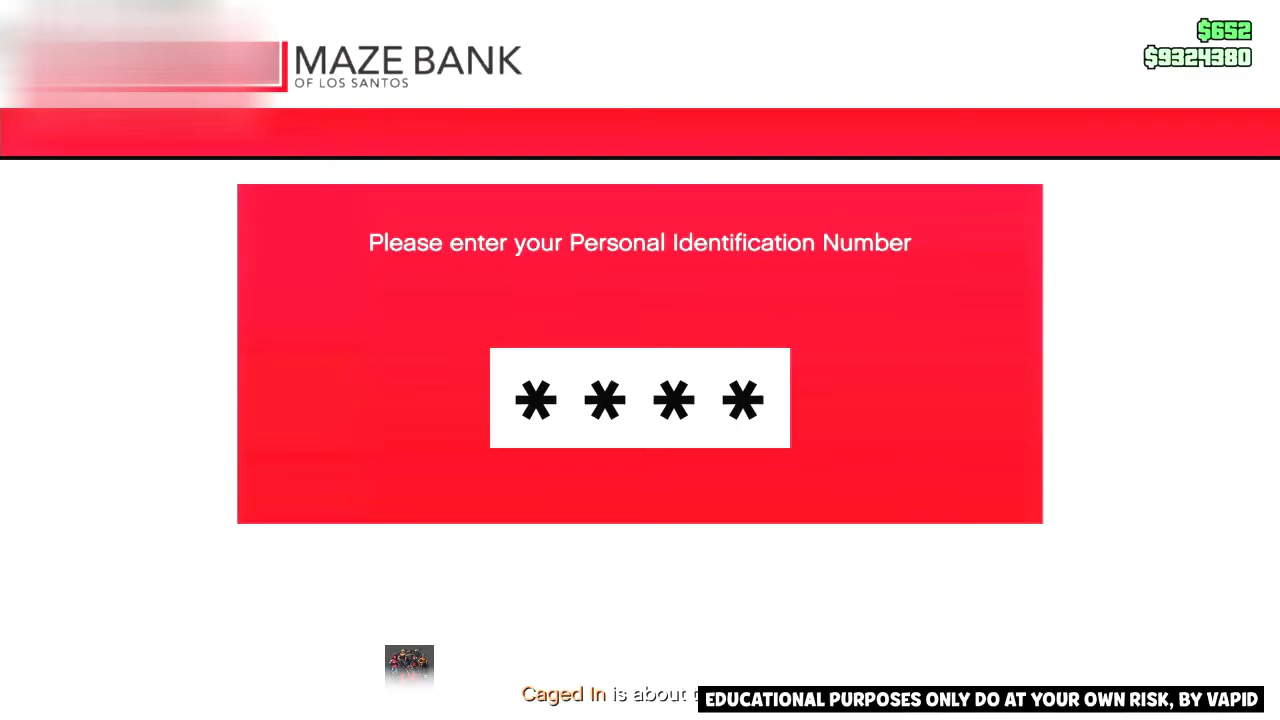 MAZE BANK
OF LOS SANTOS
$652
$9324380
Please enter your Personal Identification Number
* * * *
Caged In is about
EDUCATIONAL PURPOSES ONLY DO AT YOUR OWN RISK, BY VAPID